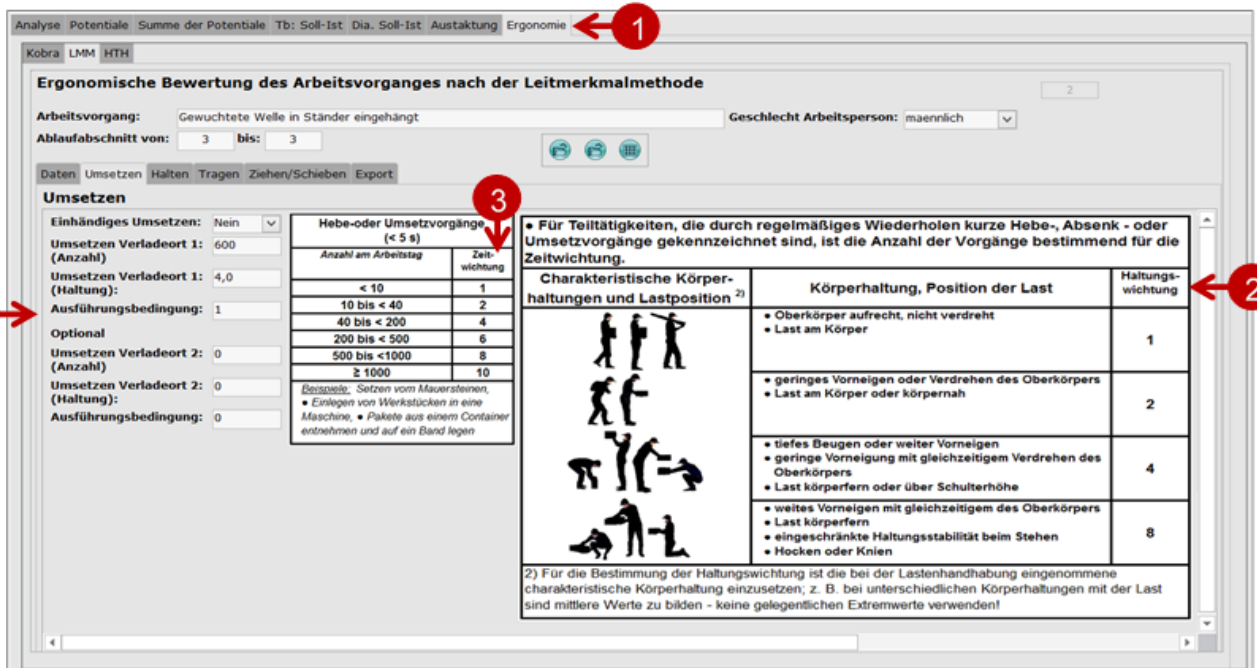 Analyse Potentiale Summe der Potentiale Tb: Soll-Ist Dia. Soll-Ist Austaktung Ergonomie
1
Kobra LMM HTH
Ergonomische Bewertung des Arbeitsvorganges nach der Leitmerkmalmethode
2
Arbeitsvorgang: Gewuchtete Welle in Ständer eingehängt Geschlecht Arbeitsperson: maennlich
Ablaufabschnitt von: 3 bis: 3
Daten Umsetzen Halten Tragen Ziehen/Schieben Export
Umsetzen
3
Einhändiges Umsetzen: Nein
Umsetzen Verladeort 1: 600
(Anzahl)
Umsetzen Verladeort 1: 4,0
(Haltung):
Ausführungsbedingung: 1
Optional
Umsetzen Verladeort 2: 0
(Anzahl)
Umsetzen Verladeort 2: 0
(Haltung):
Ausführungsbedingung: 0
Hebe-oder Umsetzvorgänge
(< 5 s)
Anzahl am Arbeitstag Zeit-
wichtung
< 10 1
10 bis < 40 2
40 bis < 200 4
200 bis < 500 6
500 bis <1000 8
≥ 1000 10
Beispiele: Setzen vom Mauersteinen,
• Einlegen von Werkstücken in eine
Maschine, • Pakete aus einem Container
entnehmen und auf ein Band legen
• Für Teiltätigkeiten, die durch regelmäßiges Wiederholen kurze Hebe-, Absenk - oder
Umsetzvorgänge gekennzeichnet sind, ist die Anzahl der Vorgänge bestimmend für die
Zeitwichtung.
Charakteristische Körper-
haltungen und Lastposition 2)
Körperhaltung, Position der Last
Haltungs-
wichtung
2
• Oberkörper aufrecht, nicht verdreht
• Last am Körper
1
• geringes Vorneigen oder Verdrehen des Oberkörpers
• Last am Körper oder körpernah
2
• tiefes Beugen oder weiter Vorneigen
• geringe Vorneigung mit gleichzeitigem Verdrehen des
Oberkörpers
• Last körperfern oder über Schulterhöhe
4
• weites Vorneigen mit gleichzeitigem des Oberkörpers
• Last körperfern
• eingeschränkte Haltungsstabilität beim Stehen
• Hocken oder Knien
8
2) Für die Bestimmung der Haltungswichtung ist die bei der Lastenhandhabung eingenommene
charakteristische Körperhaltung einzusetzen; z. B. bei unterschiedlichen Körperhaltungen mit der Last
sind mittlere Werte zu bilden - keine gelegentlichen Extremwerte verwenden!